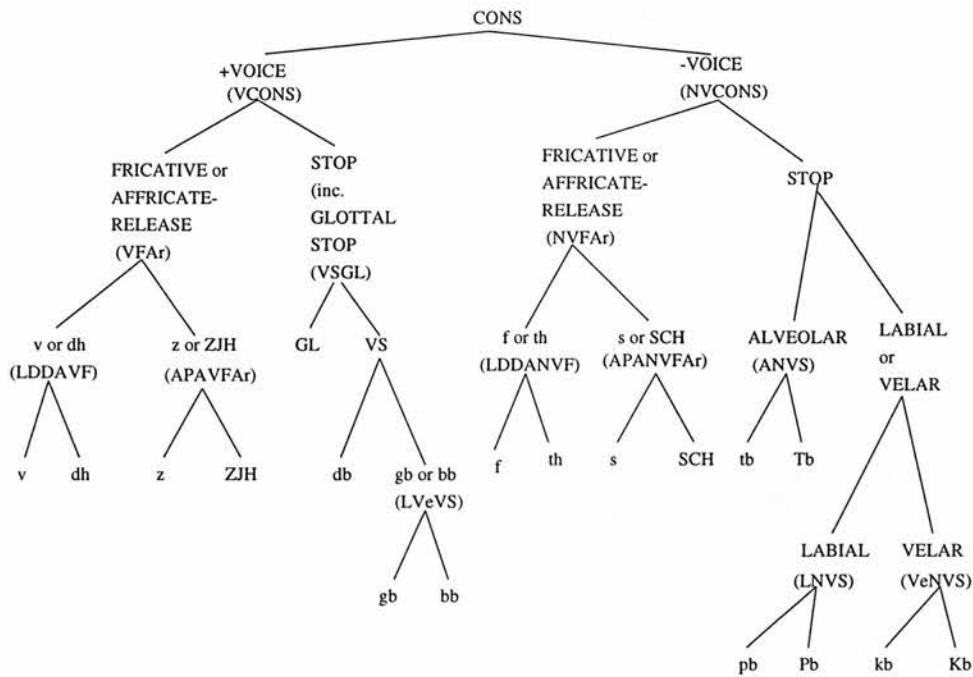 CONS
+VOICE
(VCONS)
-VOICE
(NVCONS)
FRICATIVE or
AFFRICATE-
RELEASE
(VFAr)
STOP
(inc.
GLOTTAL
STOP
(VSGL)
FRICATIVE or
AFFRICATE-
RELEASE
(NVFAr)
STOP
v or dh
(LDDAVF)
z or ZJH
(APAVFAr)
GL
VS
f or th
(LDDANVF)
s or SCH
(APANVFAr)
ALVEOLAR
(ANVS)
LABIAL
or
VELAR
v
dh
z
ZJH
db
gb or bb
(LVeVS)
f
th
s
SCH
tb
Tb
gb
bb
LABIAL
(LNVS)
VELAR
(VeNVS)
pb
Pb
kb
Kb